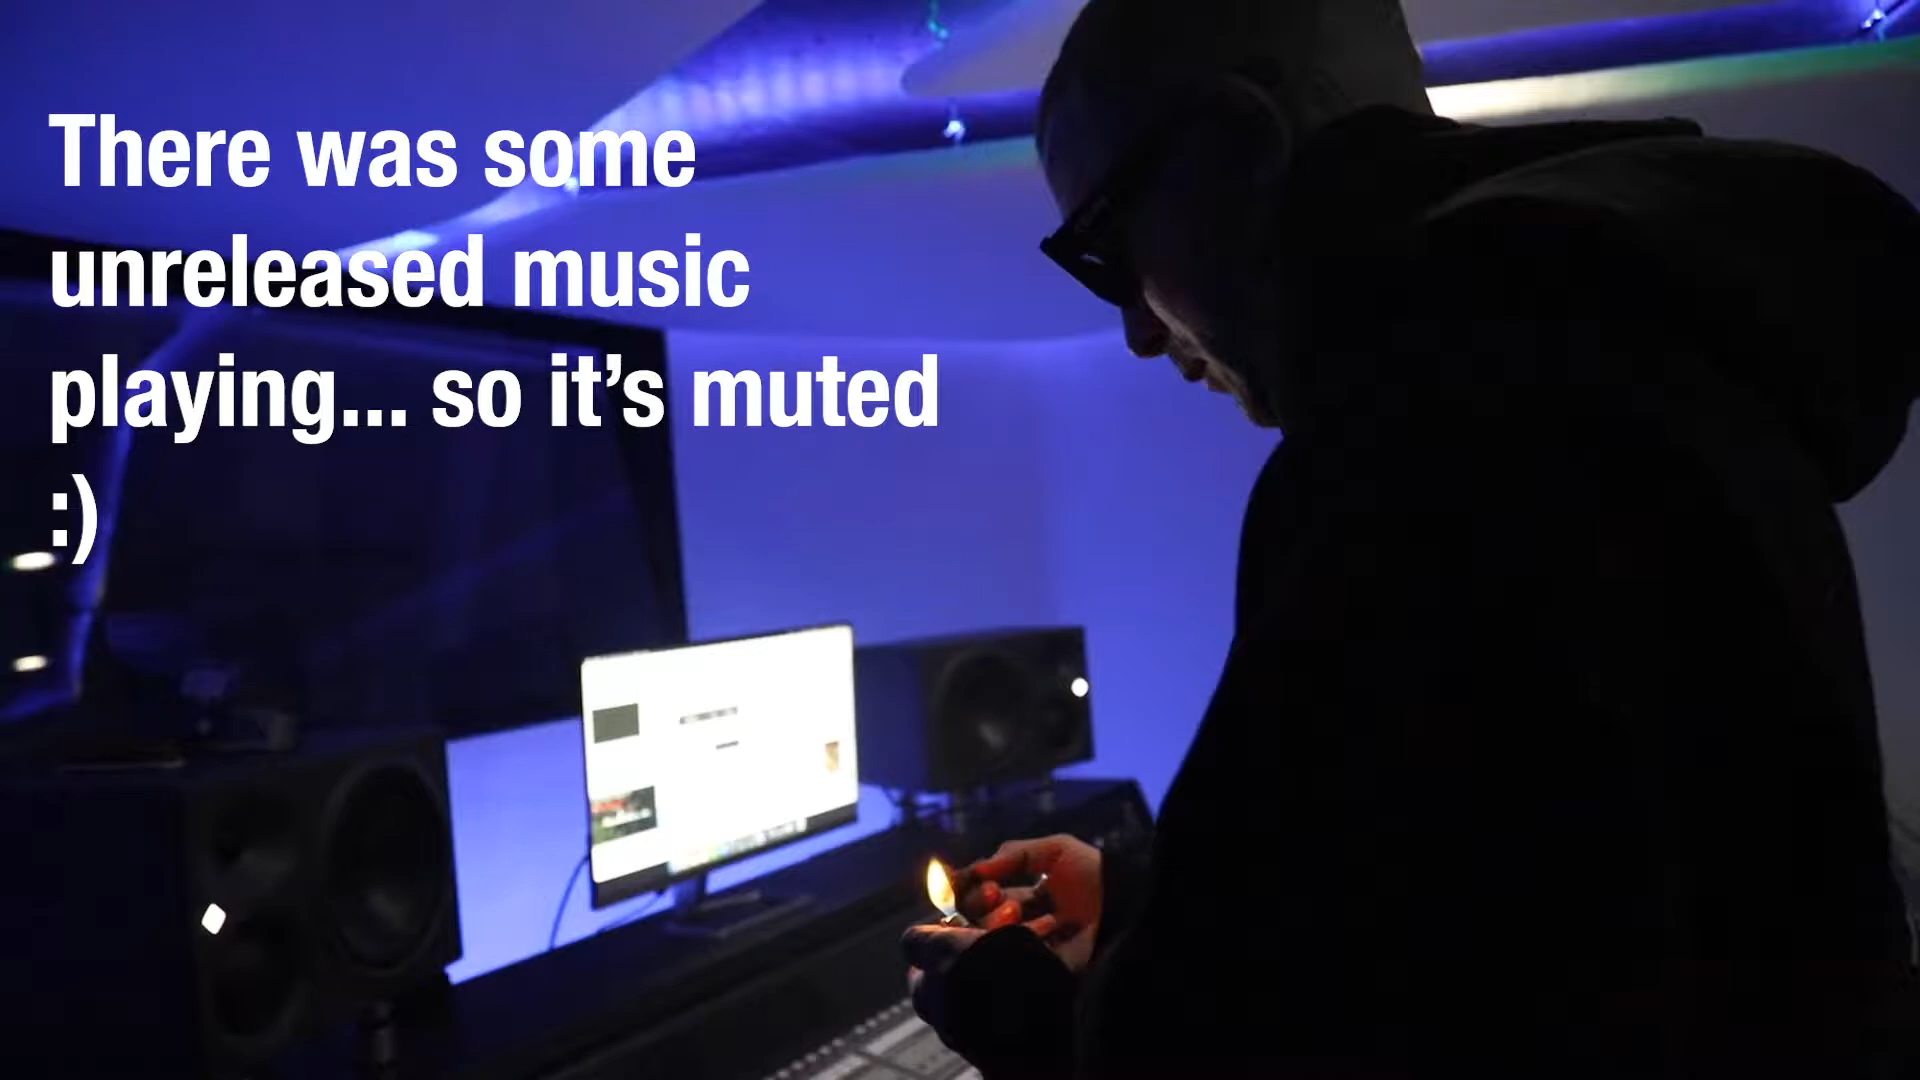 There was some
unreleased music
playing... so it’s muted
:)